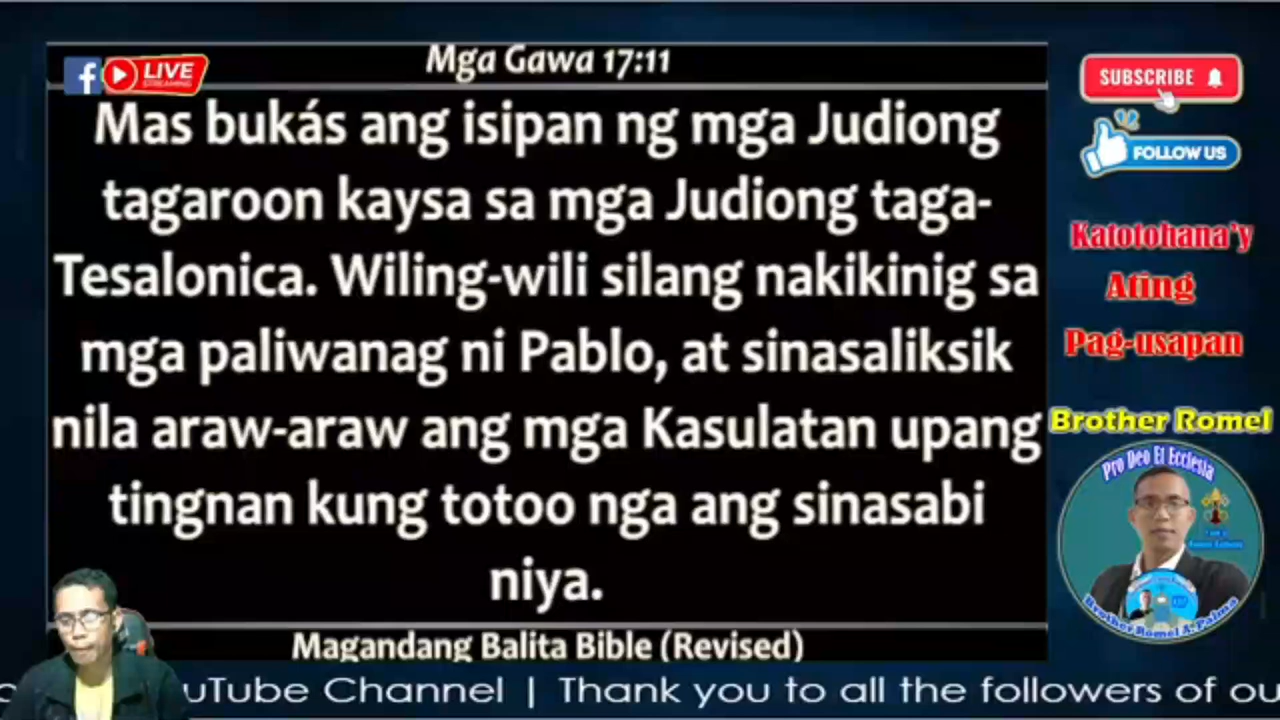 Mga Gawa 17:11
f LIVE
STREAMING
Mas bukás ang isipan ng mga Judiong
tagaroon kaysa sa mga Judiong taga-
Tesalonica. Wiling-wili silang nakikinig sa
mga paliwanag ni Pablo, at sinasaliksik
nila araw-araw ang mga Kasulatan upang
tingnan kung totoo nga ang sinasabi
niya.
Magandang Balita Bible (Revised)
SUBSCRIBE
FOLLOW US
Katotohana'y
Ating
Pag-usapan
Brother Romel
Pro Deo Et Ecclesia
Brother Romel A. Palma
uTube Channel | Thank you to all the followers of ou